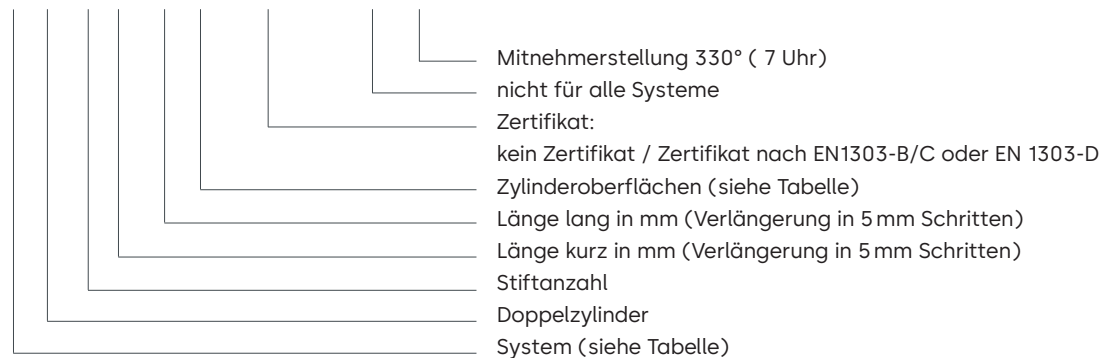 Mitnehmerstellung 330° ( 7 Uhr)
nicht für alle Systeme
Zertifikat:
kein Zertifikat / Zertifikat nach EN1303-B/C oder EN 1303-D
Zylinderoberflächen (siehe Tabelle)
Länge lang in mm (Verlängerung in 5 mm Schritten)
Länge kurz in mm (Verlängerung in 5 mm Schritten)
Stiftanzahl
Doppelzylinder
System (siehe Tabelle)